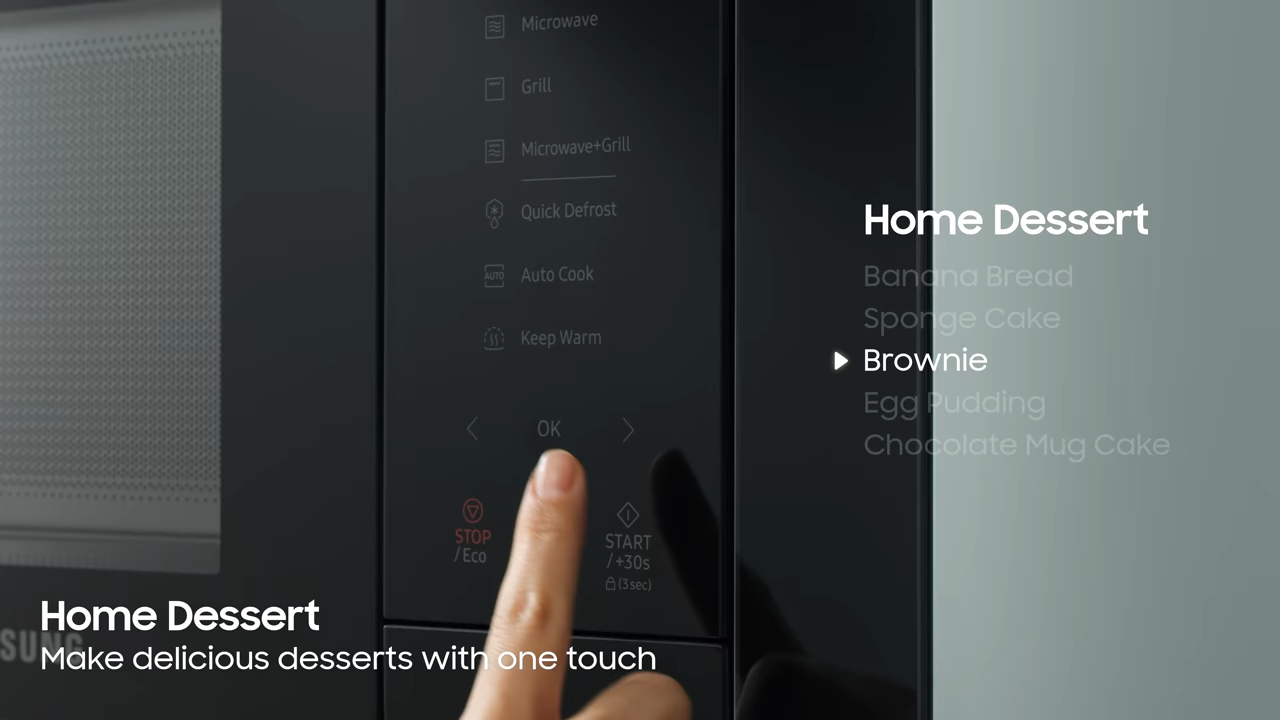 Microwave
Grill
Microwave+Grill
Quick Defrost
AUTO
Auto Cook
Keep Warm
OK
STOP
/Eco
START
/+30s
(3sec)
Home Dessert
Banana Bread
Sponge Cake
Brownie
Egg Pudding
Chocolate Mug Cake
Home Dessert
SUNG
Make delicious desserts with one touch